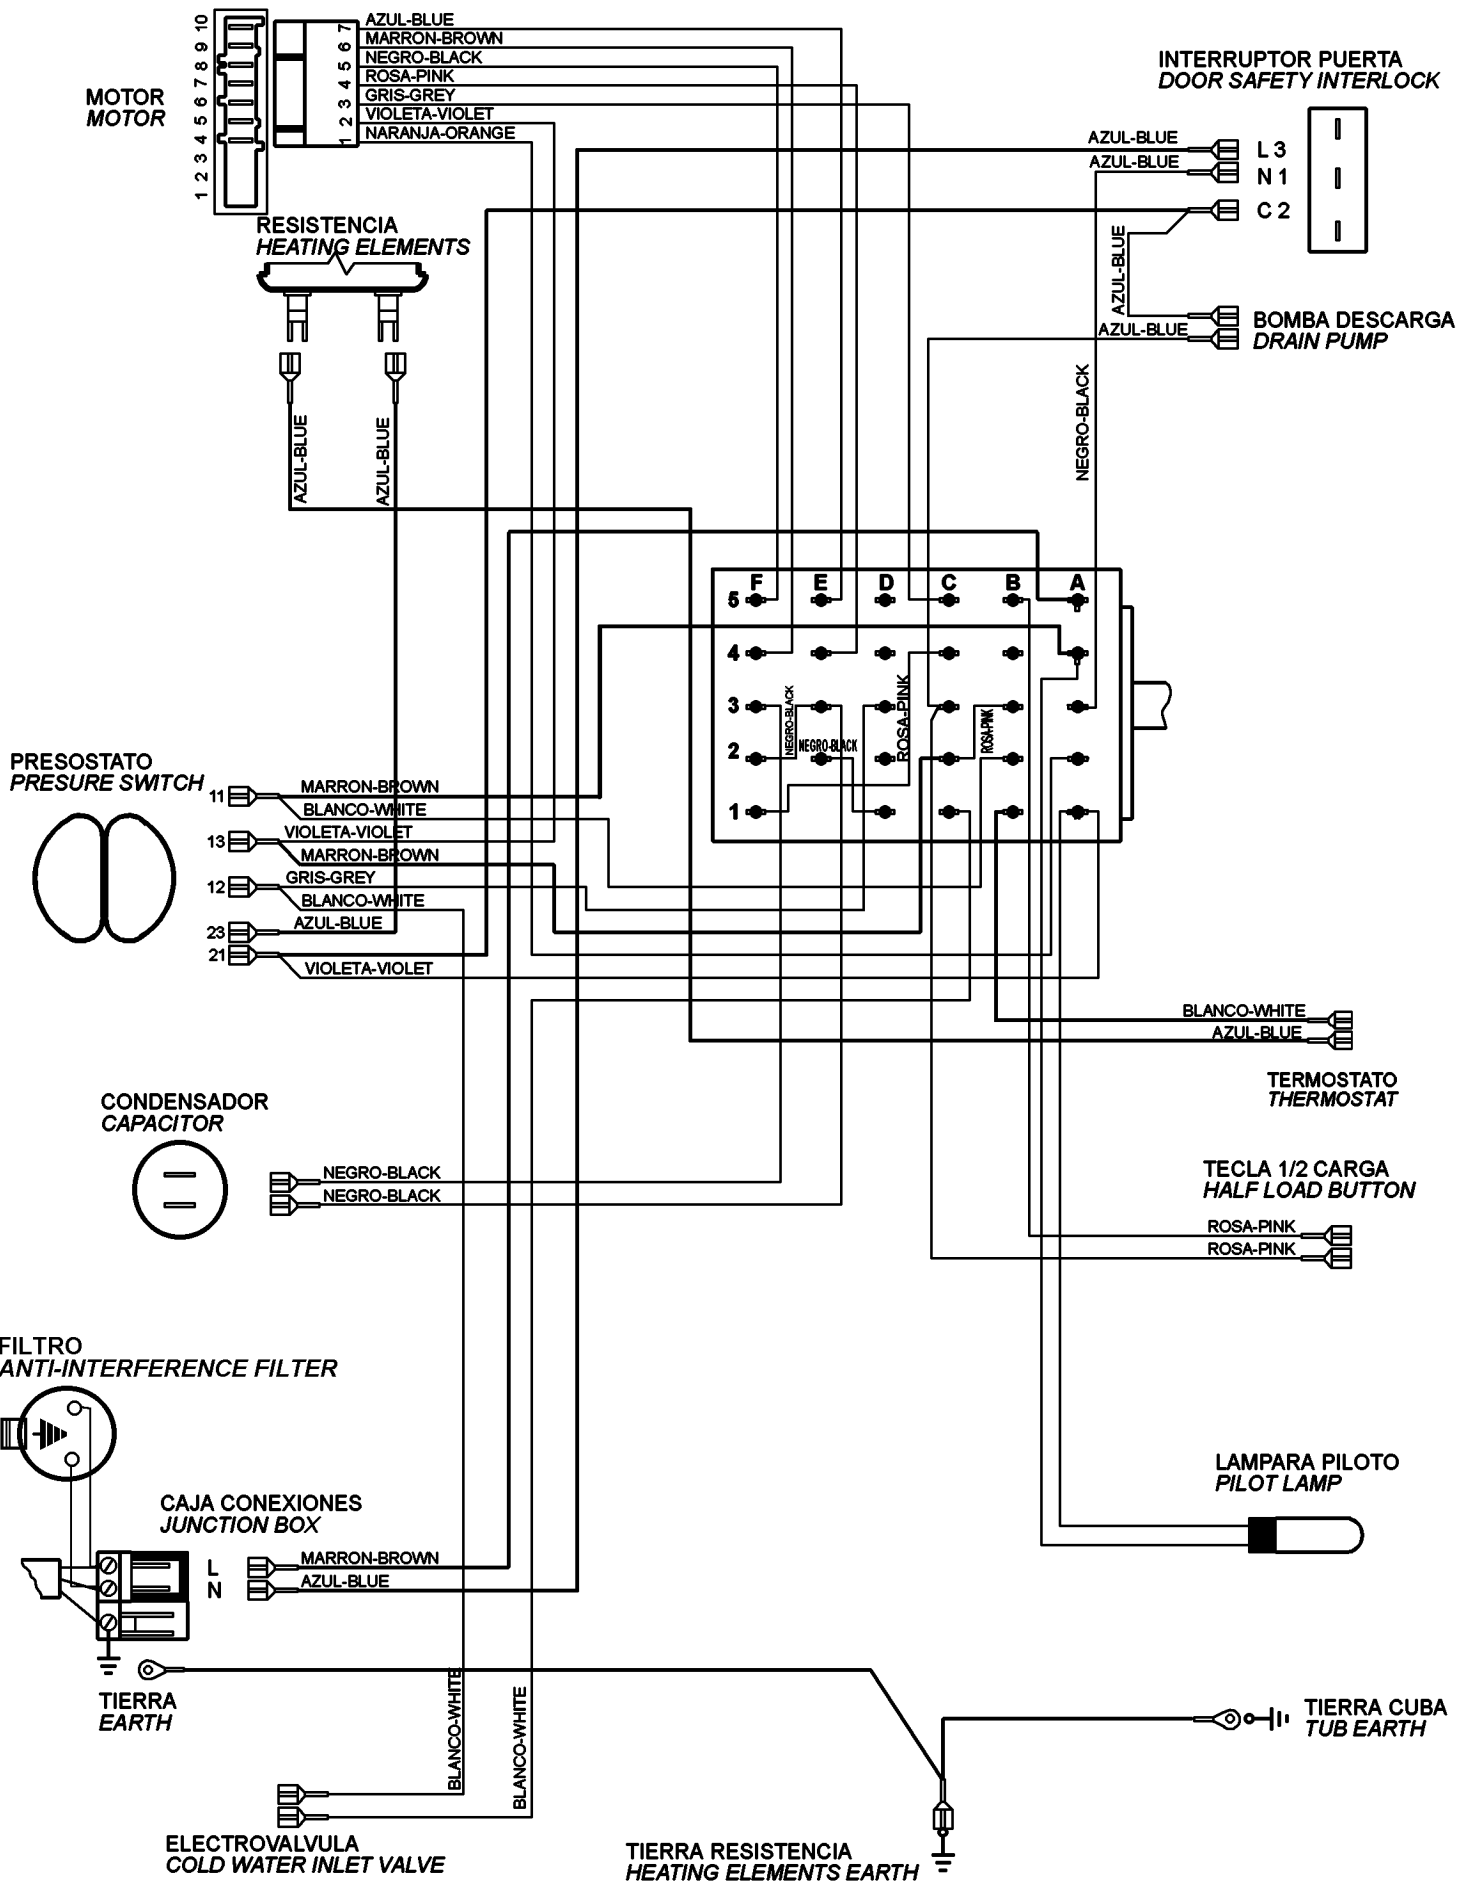 10 9 8 7 6 5 4 3 2 1
MOTOR
MOTOR
7 AZUL-BLUE
6 MARRON-BROWN
5 NEGRO-BLACK
4 ROSA-PINK
3 GRIS-GREY
2 VIOLETA-VIOLET
1 NARANJA-ORANGE
INTERRUPTOR PUERTA
DOOR SAFETY INTERLOCK
AZUL-BLUE L 3
AZUL-BLUE N 1
C 2
AZUL-BLUE
RESISTENCIA
HEATING ELEMENTS
AZUL-BLUE
BOMBA DESCARGA
DRAIN PUMP
NEGRO-BLACK
AZUL-BLUE
AZUL-BLUE
F E D C B A
5
4
3
2
1
NEGRO-BLACK
NEGRO-BLACK
ROSA-PINK
ROSA-PINK
PRESOSTATO
PRESURE SWITCH
11 MARRON-BROWN
BLANCO-WHITE
13 VIOLETA-VIOLET
MARRON-BROWN
12 GRIS-GREY
BLANCO-WHITE
23 AZUL-BLUE
21
VIOLETA-VIOLET
BLANCO-WHITE
AZUL-BLUE
TERMOSTATO
THERMOSTAT
CONDENSADOR
CAPACITOR
NEGRO-BLACK
NEGRO-BLACK
TECLA 1/2 CARGA
HALF LOAD BUTTON
ROSA-PINK
ROSA-PINK
FILTRO
ANTI-INTERFERENCE FILTER
LAMPARA PILOTO
PILOT LAMP
CAJA CONEXIONES
JUNCTION BOX
L MARRON-BROWN
N AZUL-BLUE
TIERRA
EARTH
BLANCO-WHITE
BLANCO-WHITE
TIERRA CUBA
TUB EARTH
ELECTROVALVULA
COLD WATER INLET VALVE
TIERRA RESISTENCIA
HEATING ELEMENTS EARTH